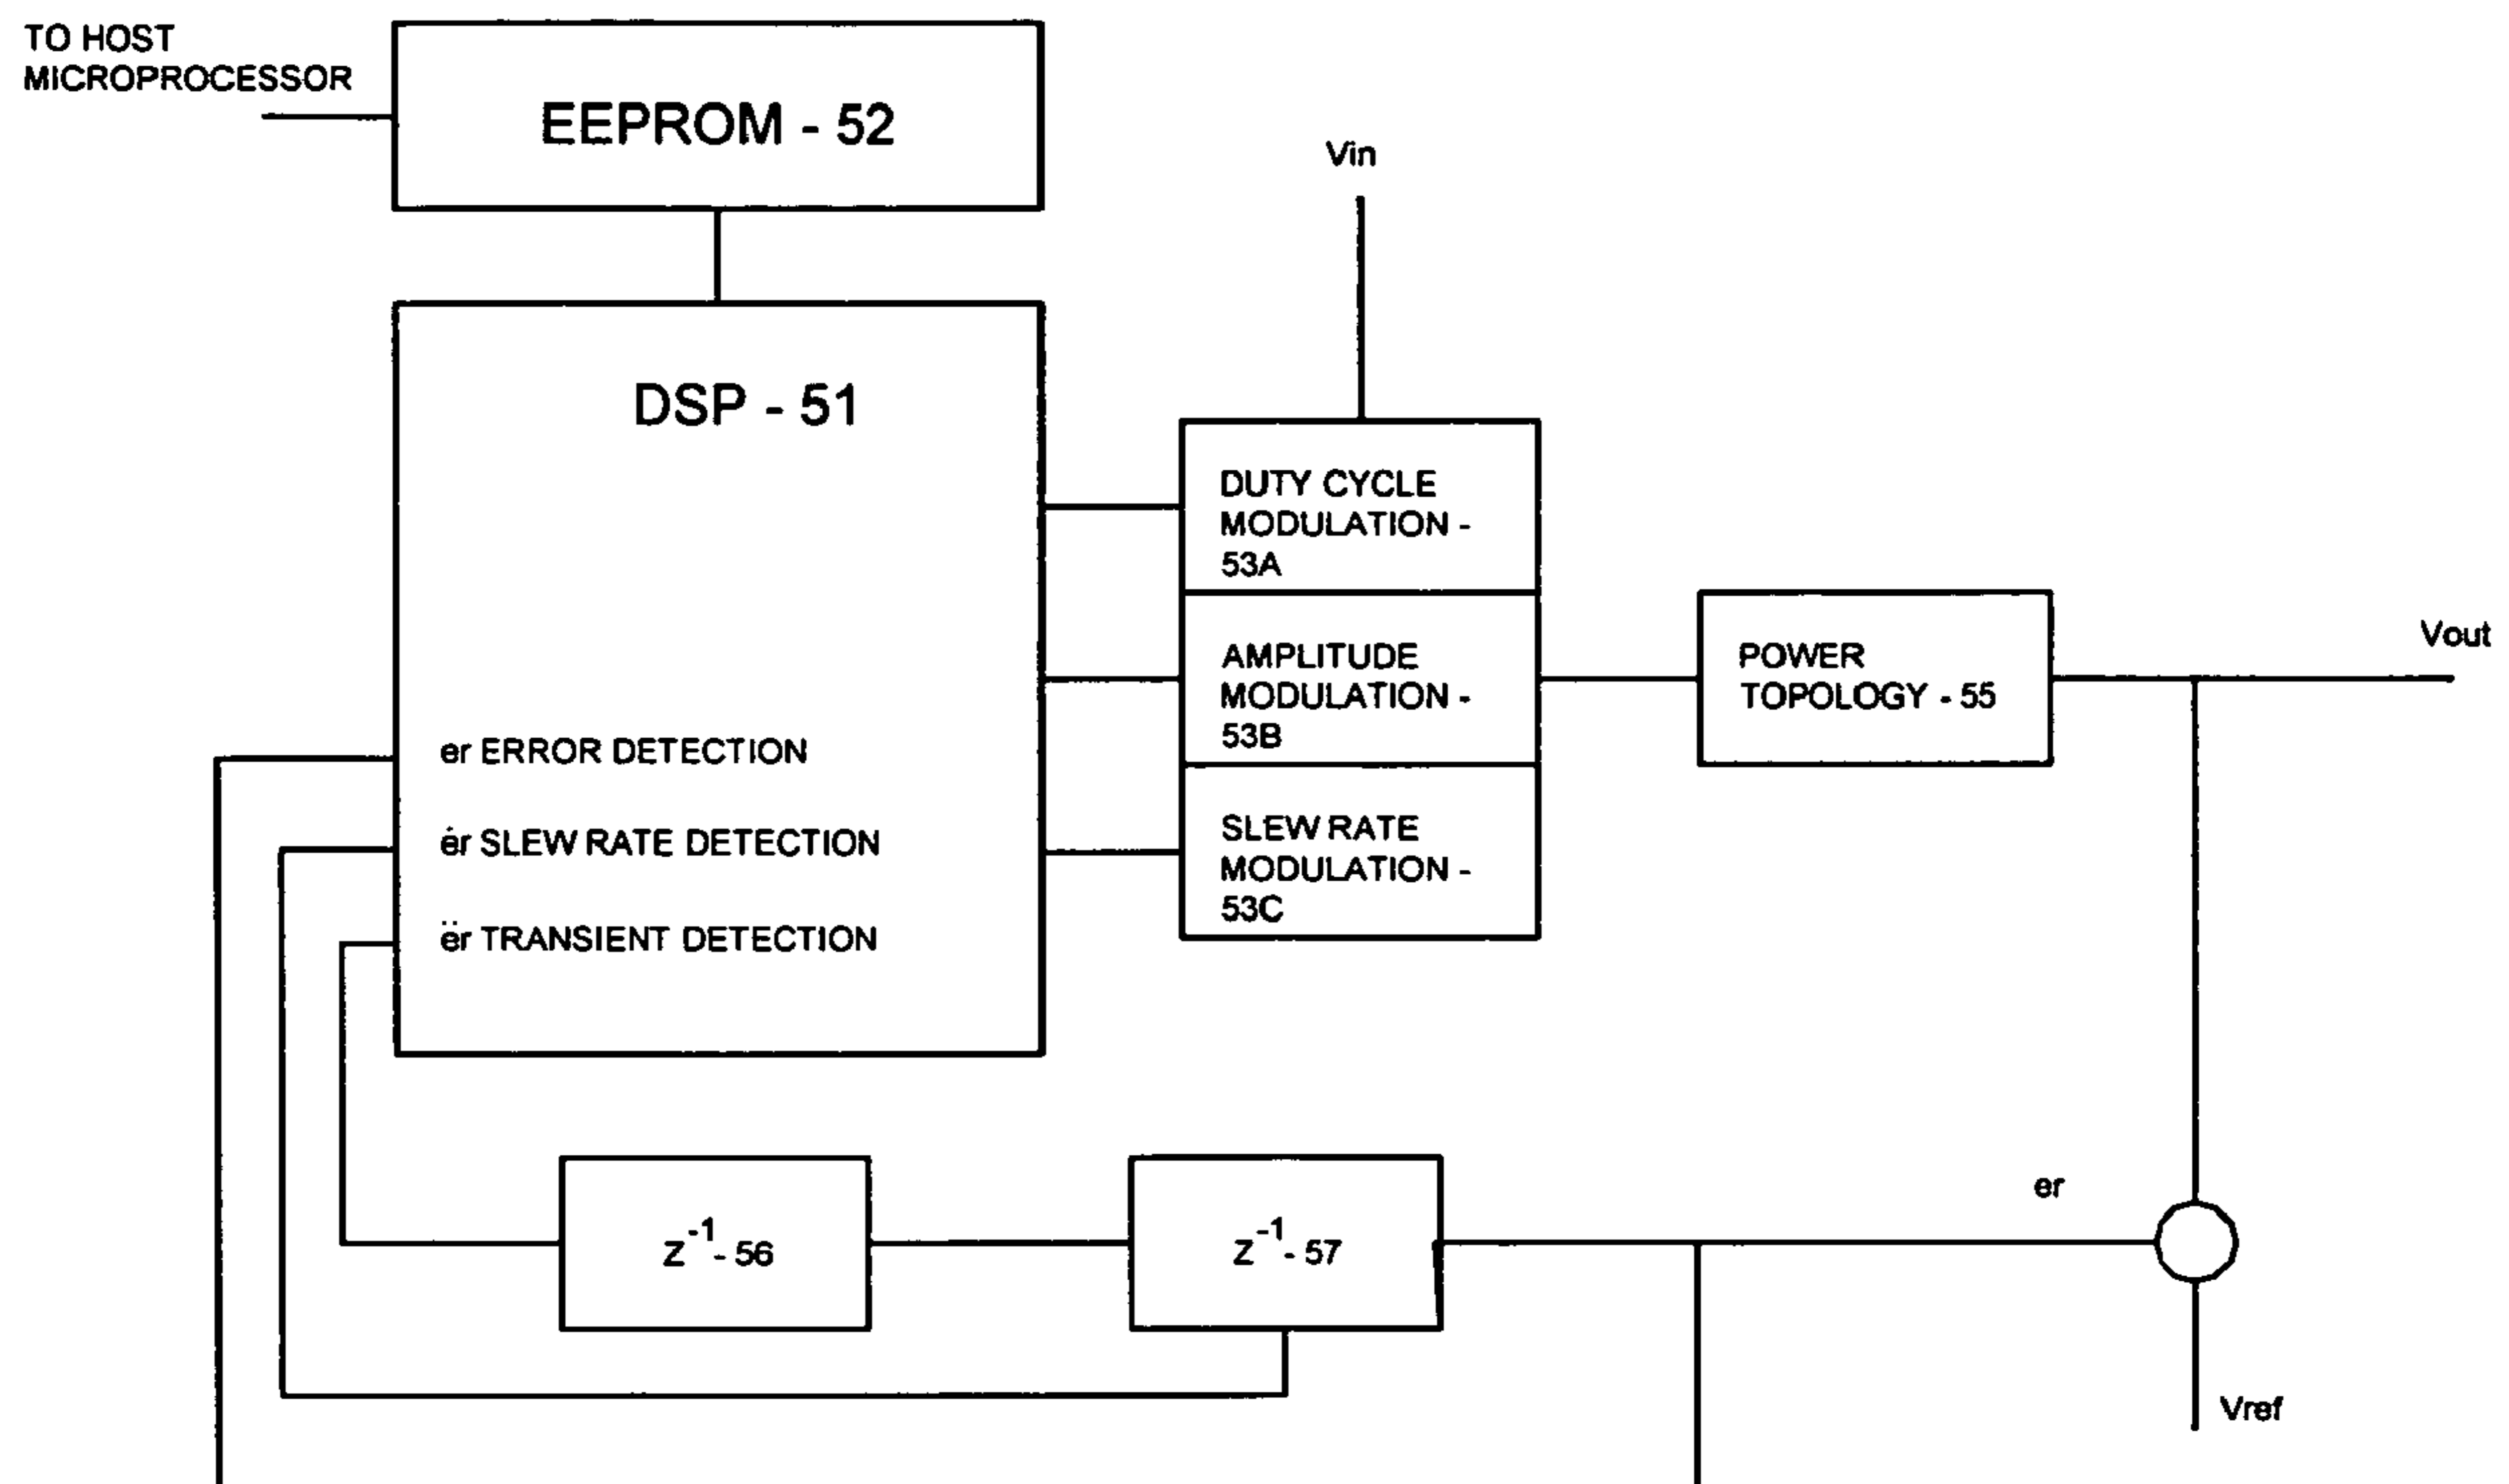 TO HOST
MICROPROCESSOR
EEPROM - 52
Vin
DSP - 51
DUTY CYCLE
MODULATION -
53A
AMPLITUDE
MODULATION -
53B
SLEW RATE
MODULATION -
53C
POWER
TOPOLOGY - 55
Vout
er ERROR DETECTION
ėr SLEW RATE DETECTION
ër TRANSIENT DETECTION
z⁻¹- 56
z⁻¹- 57
er
Vref